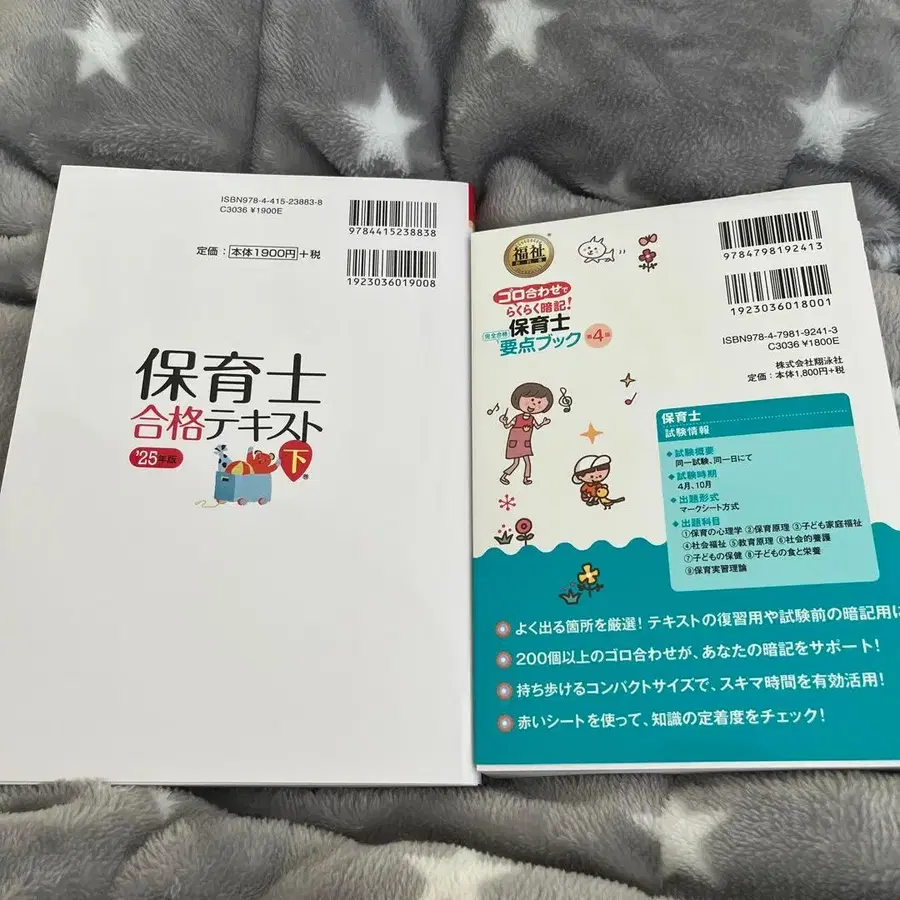 ISBN978-4-415-23883-8
C3036 ¥1900E
9784415238838
定価：本体1900円+税
1923036019008
保育士
合格テキスト
'25年版
下
福祉
9784798192413
1923036018001
ISBN978-4-7981-9241-3
C3036 ¥1800E
株式会社翔泳社
定価：本体1,800円+税
ゴロ合わせで
らくらく暗記！
完全合格
保育士
要点ブック
第4版
保育士
試験情報
◆試験概要
同一試験、同一日にて
◆試験時期
4月、10月
◆出題形式
マークシート方式
◆出題科目
①保育の心理学 ②保育原理 ③子ども家庭福祉
④社会福祉 ⑤教育原理 ⑥社会的養護
⑦子どもの保健 ⑧子どもの食と栄養
⑨保育実習理論
よく出る箇所を厳選！テキストの復習用や試験前の暗記用に
200個以上のゴロ合わせが、あなたの暗記をサポート！
持ち歩けるコンパクトサイズで、スキマ時間を有効活用！
赤いシートを使って、知識の定着度をチェック！